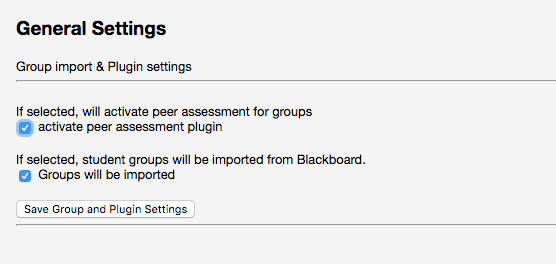 General Settings
Group import & Plugin settings
If selected, will activate peer assessment for groups
activate peer assessment plugin
If selected, student groups will be imported from Blackboard.
Groups will be imported
Save Group and Plugin Settings